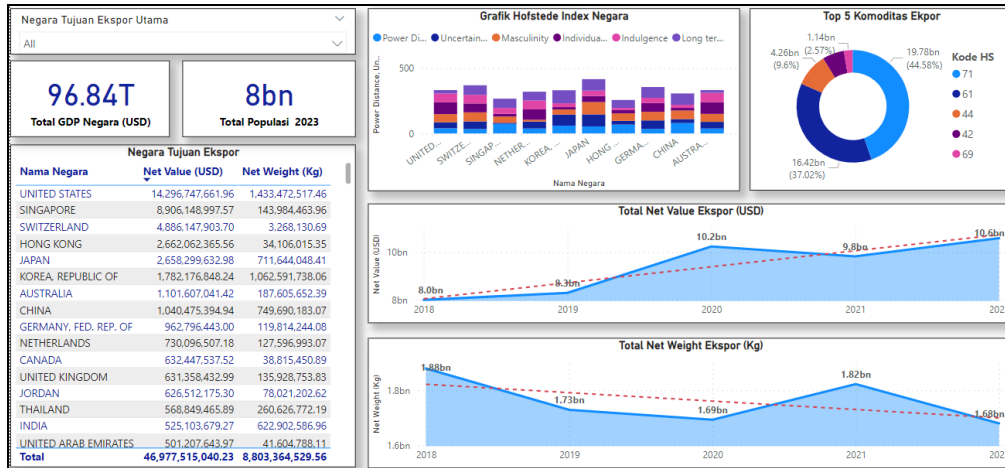 Negara Tujuan Ekspor Utama
All
96.84T
Total GDP Negara (USD)
8bn
Total Populasi 2023
Negara Tujuan Ekspor
Nama Negara Net Value (USD) Net Weight (Kg)
UNITED STATES 14,296,747,661.96 1,433,472,517.46
SINGAPORE 8,906,148,997.57 143,984,463.96
SWITZERLAND 4,886,147,903.70 3,268,130.69
HONG KONG 2,662,062,365.56 34,106,015.35
JAPAN 2,658,299,632.98 711,644,048.41
KOREA, REPUBLIC OF 1,782,176,848.24 1,062,591,738.06
AUSTRALIA 1,101,607,041.42 187,605,652.39
CHINA 1,040,475,394.94 749,690,183.07
GERMANY, FED. REP. OF 962,796,443.00 119,814,244.08
NETHERLANDS 730,096,507.18 127,596,993.07
CANADA 632,447,537.52 38,815,450.89
UNITED KINGDOM 631,358,432.99 135,928,753.83
JORDAN 626,512,175.30 78,021,202.62
THAILAND 568,849,465.89 260,626,772.19
INDIA 525,103,679.27 622,902,586.96
UNITED ARAB EMIRATES 501,207,643.97 41,604,788.11
Total 46,977,515,040.23 8,803,364,529.56
Grafik Hofstede Index Negara
Power Di... Uncertain... Masculinity Individua... Indulgence Long ter...
Power Distance, Un...
500
0
UNITED... SWITZE... SINGAP... NETHER... KOREA, ... JAPAN HONG ... GERMA... CHINA AUSTRA...
Nama Negara
Top 5 Komoditas Ekpor
1.14bn
(2.57%)
4.26bn
(9.6%)
19.78bn
(44.58%)
16.42bn
(37.02%)
Kode HS
71
61
44
42
69
Total Net Value Ekspor (USD)
Net Value (USD)
10bn
8bn
8.0bn
8.3bn
10.2bn
9.8bn
10.6bn
2018 2019 2020 2021
Total Net Weight Ekspor (Kg)
Net Weight (Kg)
1.8bn
1.6bn
1.88bn
1.73bn
1.69bn
1.82bn
1.68bn
2018 2019 2020 2021